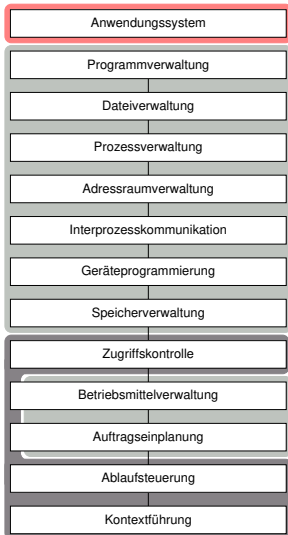 Anwendungssystem
Programmverwaltung
Dateiverwaltung
Prozessverwaltung
Adressraumverwaltung
Interprozesskommunikation
Geräteprogrammierung
Speicherverwaltung
Zugriffskontrolle
Betriebsmittelverwaltung
Auftragseinplanung
Ablaufsteuerung
Kontextführung